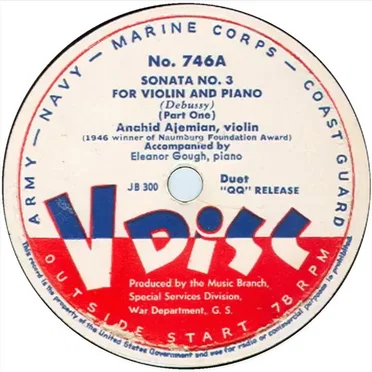 ARMY — NAVY — MARINE CORPS — COAST GUARD
No. 746A
SONATA NO. 3
FOR VIOLIN AND PIANO
(Debussy)
(Part One)
Anahid Ajemian, violin
(1946 winner of Naumburg Foundation Award)
Accompanied by
Eleanor Gough, piano
JB 300
Duet
"QQ" RELEASE
V DiSC
Produced by the Music Branch,
Special Services Division,
War Department, G. S.
OUTSIDE START 78 RPM
This record is the property of the United States Government and use for radio or commercial purposes is prohibited